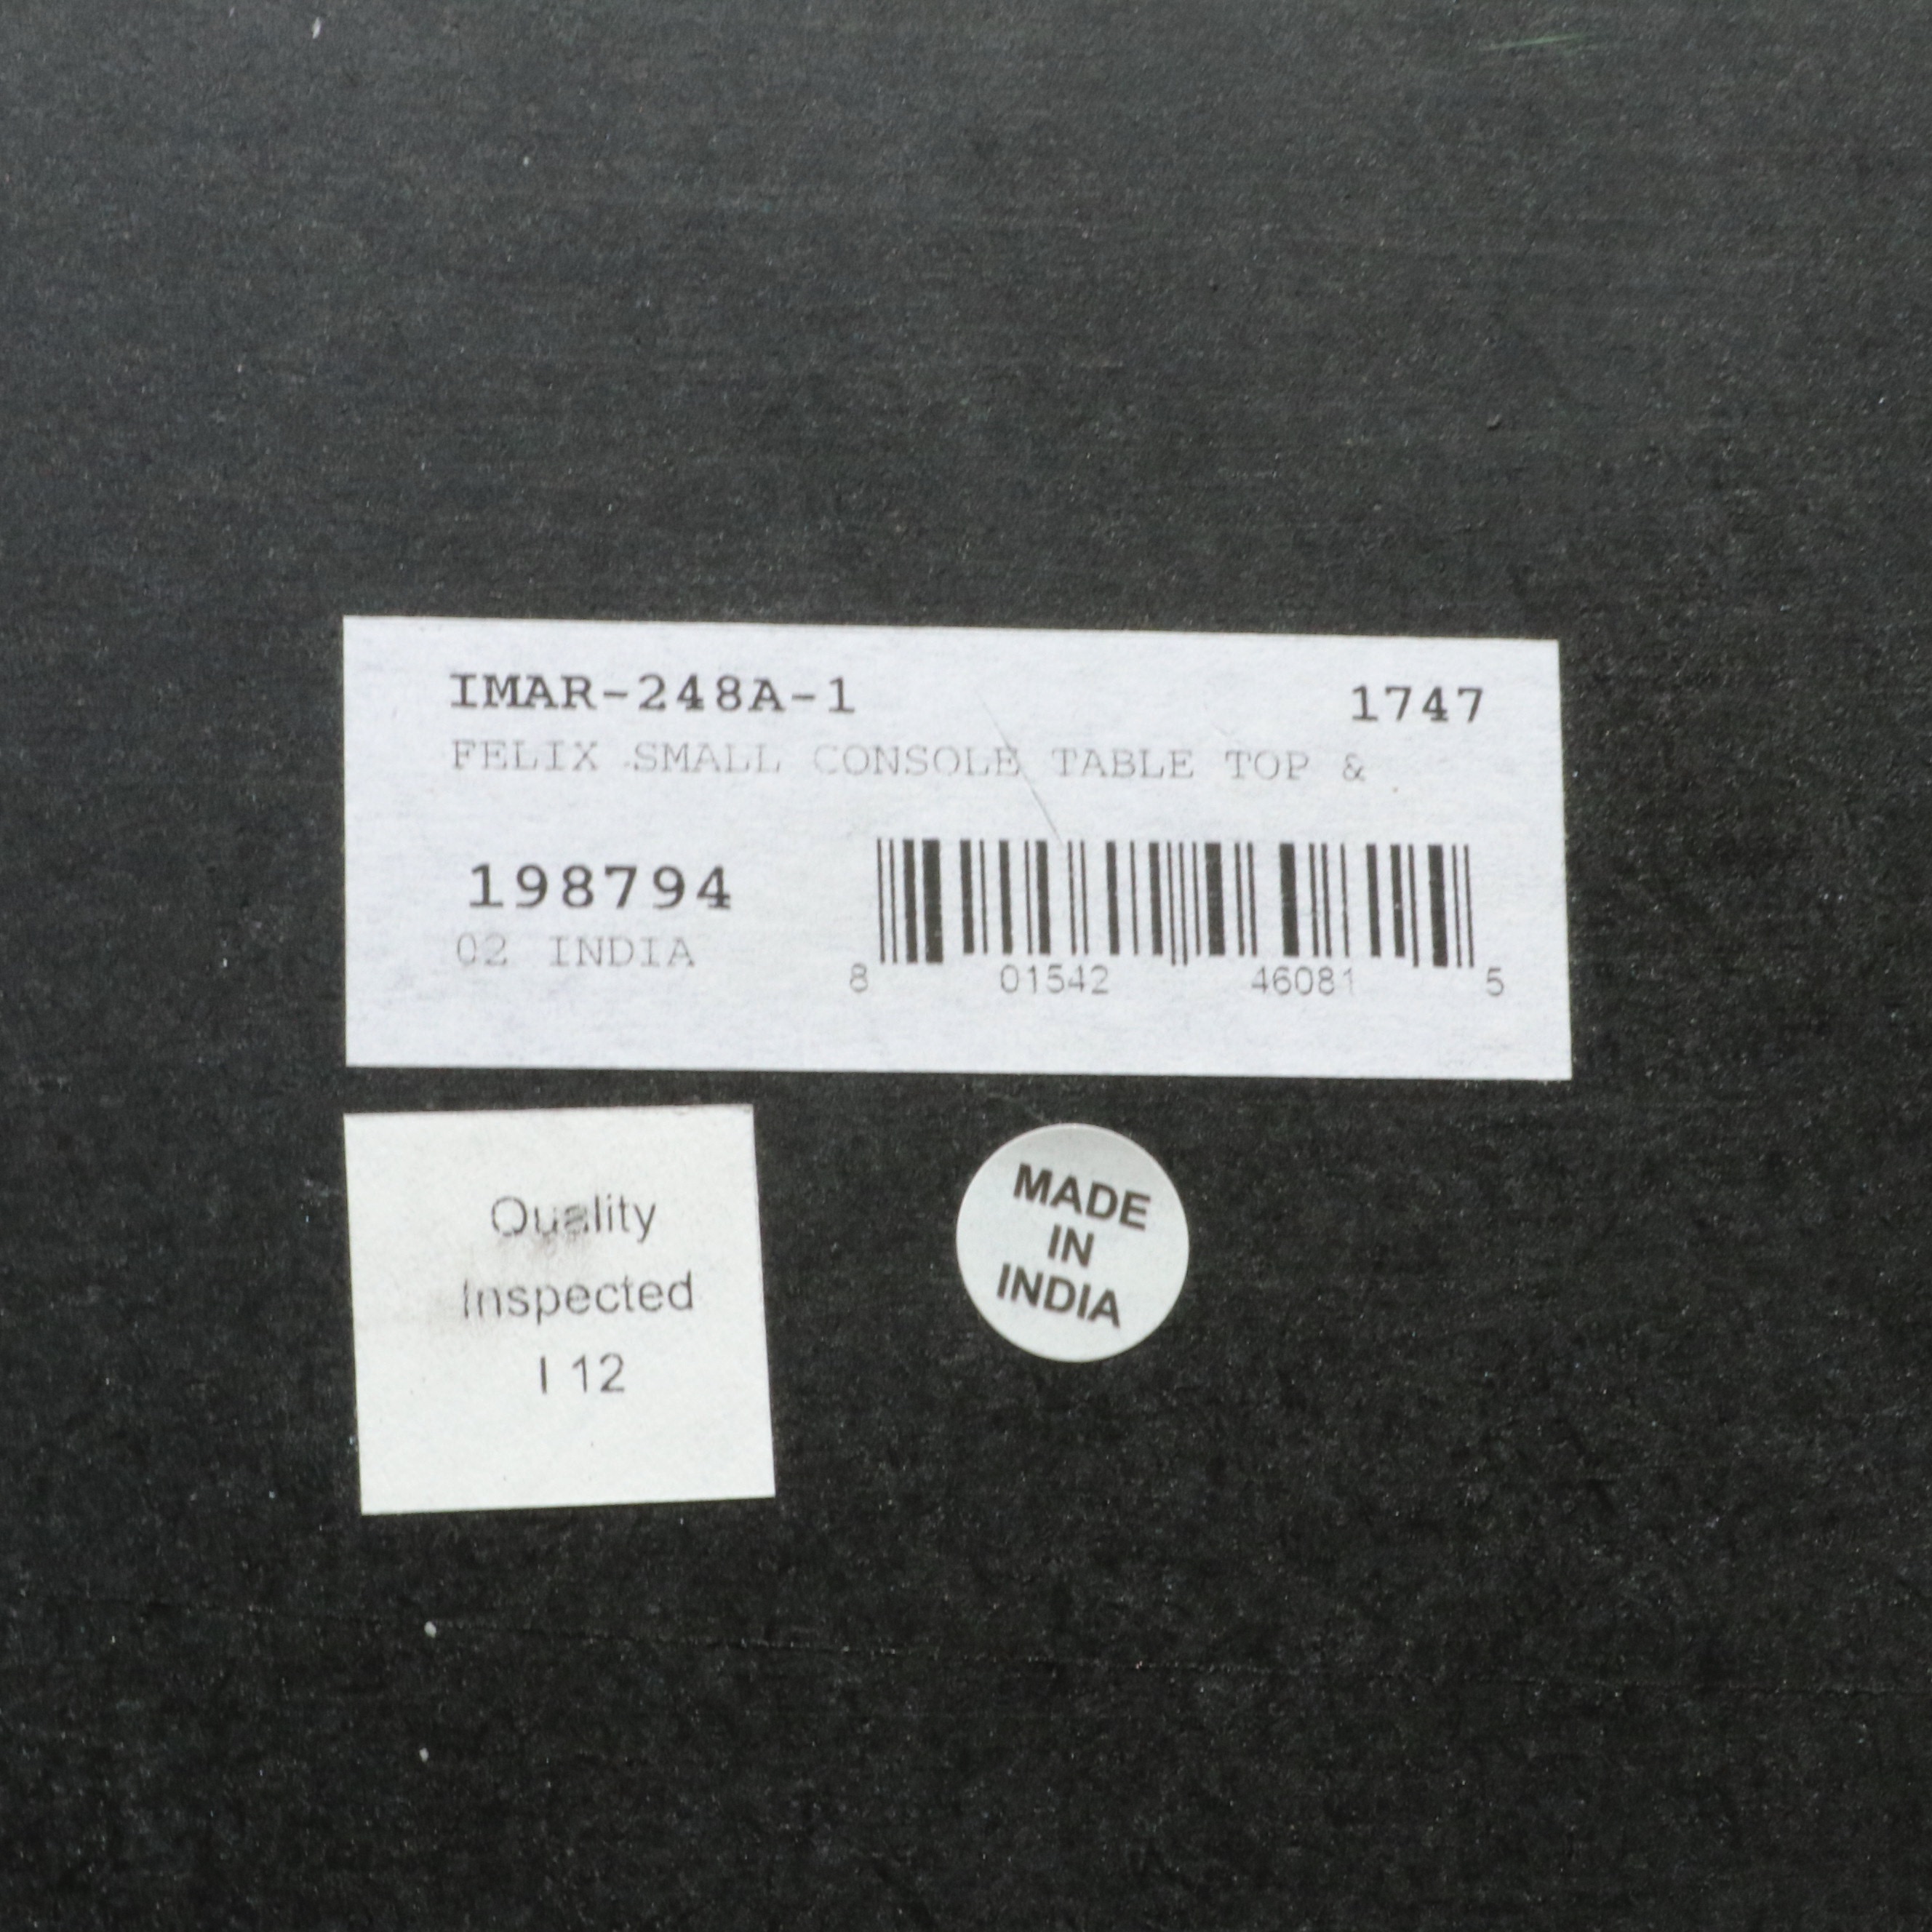 IMAR-248A-1 1747
FELIX SMALL CONSOLE TABLE TOP &
198794
02 INDIA
8 01542 46081 5
Quality
Inspected
I 12
MADE
IN
INDIA